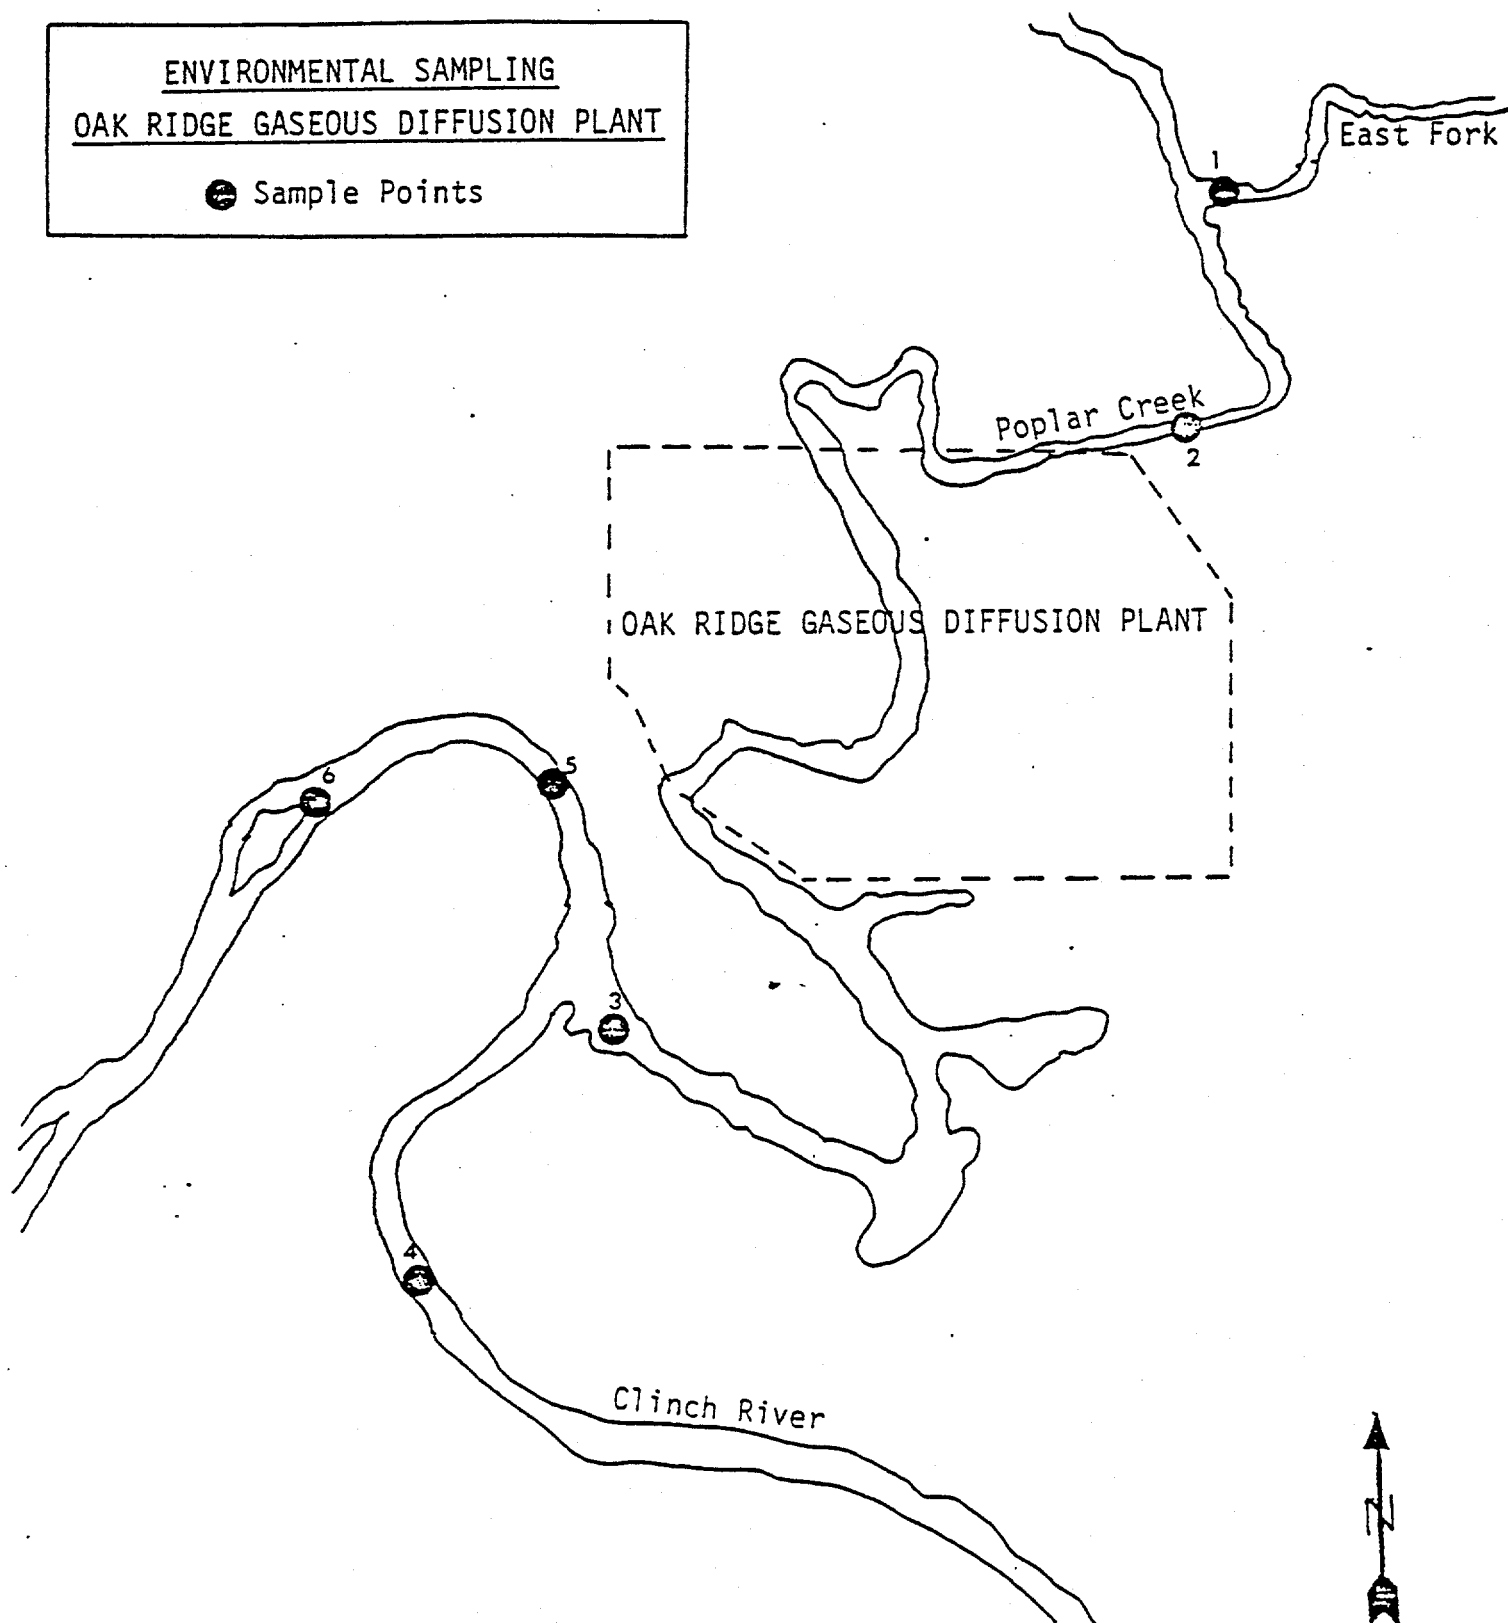 ENVIRONMENTAL SAMPLING
OAK RIDGE GASEOUS DIFFUSION PLANT
Sample Points
East Fork
1
Poplar Creek
2
OAK RIDGE GASEOUS DIFFUSION PLANT
5
6
3
4
Clinch River
N